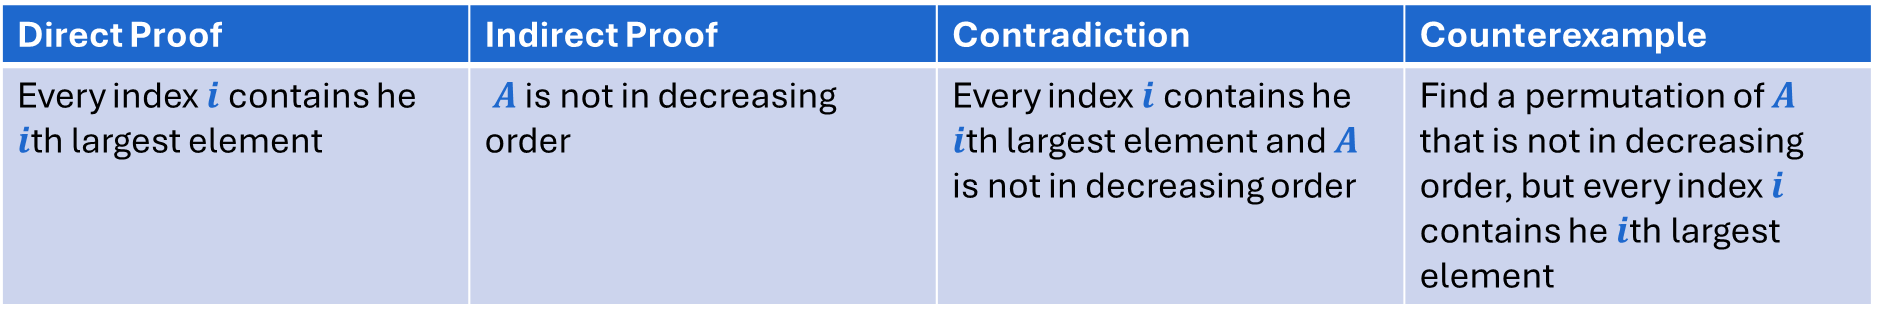 Direct Proof
Indirect Proof
Contradiction
Counterexample
Every index i contains he
ith largest element
A is not in decreasing
order
Every index i contains he
ith largest element and A
is not in decreasing order
Find a permutation of A
that is not in decreasing
order, but every index i
contains he ith largest
element